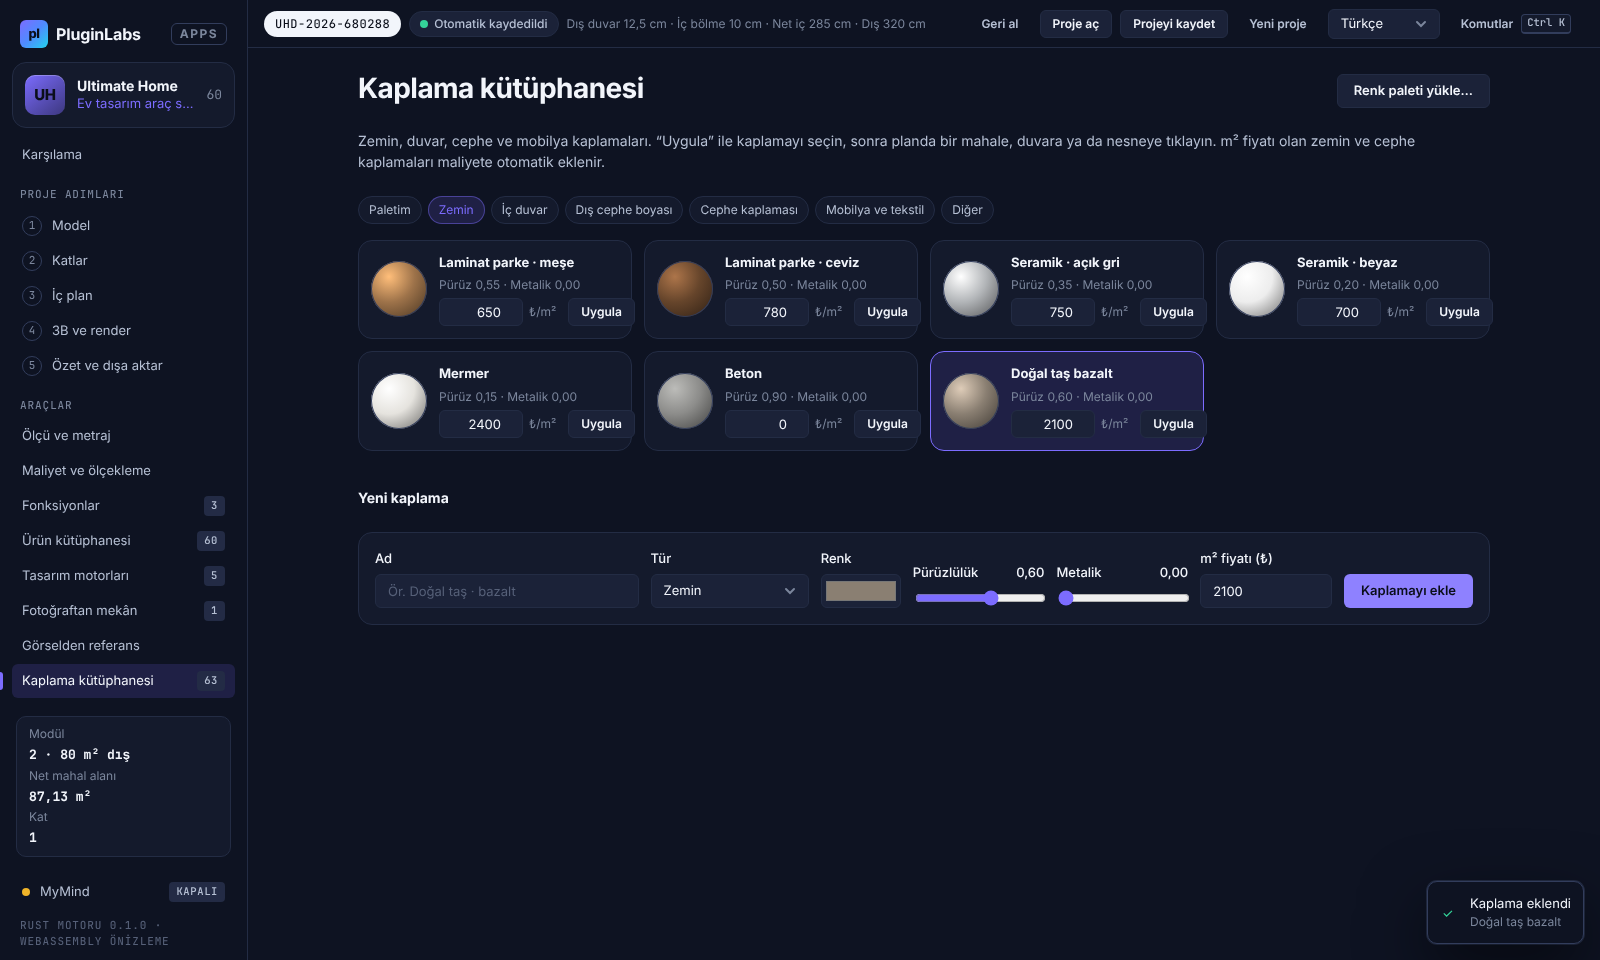 pl PluginLabs APPS
UHD-2026-680288
Otomatik kaydedildi
Dış duvar 12,5 cm · İç bölme 10 cm · Net iç 285 cm · Dış 320 cm
Geri al
Proje aç
Projeyi kaydet
Yeni proje
Türkçe
Komutlar Ctrl K
UH
Ultimate Home
Ev tasarım araç s...
60
Karşılama
PROJE ADIMLARI
1 Model
2 Katlar
3 İç plan
4 3B ve render
5 Özet ve dışa aktar
ARAÇLAR
Ölçü ve metraj
Maliyet ve ölçekleme
Fonksiyonlar 3
Ürün kütüphanesi 60
Tasarım motorları 5
Fotoğraftan mekân 1
Görselden referans
Kaplama kütüphanesi 63
Modül
2 · 80 m² dış
Net mahal alanı
87,13 m²
Kat
1
MyMind KAPALI
RUST MOTORU 0.1.0 ·
WEBASSEMBLY ÖNİZLEME
Kaplama kütüphanesi
Renk paleti yükle...
Zemin, duvar, cephe ve mobilya kaplamaları. “Uygula” ile kaplamayı seçin, sonra planda bir mahale, duvara ya da nesneye tıklayın. m² fiyatı olan zemin ve cephe
kaplamaları maliyete otomatik eklenir.
Paletim
Zemin
İç duvar
Dış cephe boyası
Cephe kaplaması
Mobilya ve tekstil
Diğer
Laminat parke · meşe
Pürüz 0,55 · Metalik 0,00
650 ₺/m² Uygula
Laminat parke · ceviz
Pürüz 0,50 · Metalik 0,00
780 ₺/m² Uygula
Seramik · açık gri
Pürüz 0,35 · Metalik 0,00
750 ₺/m² Uygula
Seramik · beyaz
Pürüz 0,20 · Metalik 0,00
700 ₺/m² Uygula
Mermer
Pürüz 0,15 · Metalik 0,00
2400 ₺/m² Uygula
Beton
Pürüz 0,90 · Metalik 0,00
0 ₺/m² Uygula
Doğal taş bazalt
Pürüz 0,60 · Metalik 0,00
2100 ₺/m² Uygula
Yeni kaplama
Ad
Ör. Doğal taş · bazalt
Tür
Zemin
Renk
Pürüzlülük 0,60
Metalik 0,00
m² fiyatı (₺)
2100
Kaplamayı ekle
Kaplama eklendi
Doğal taş bazalt